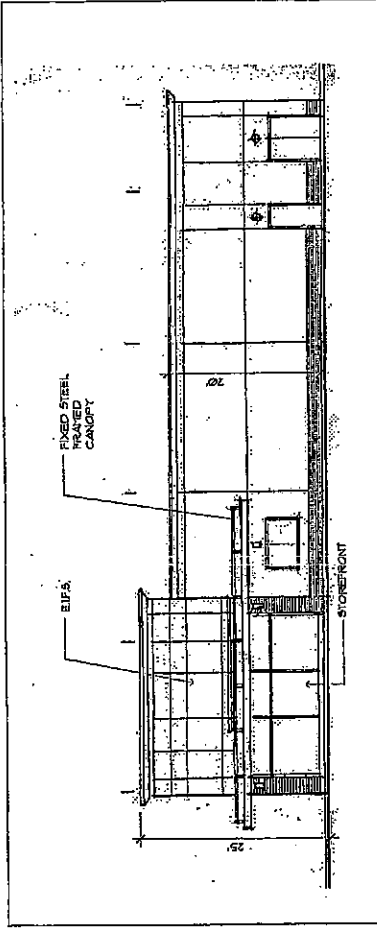 E.I.F.S.
FIXED STEEL
FRAMED
CANOPY
20'
25'
STOREFRONT